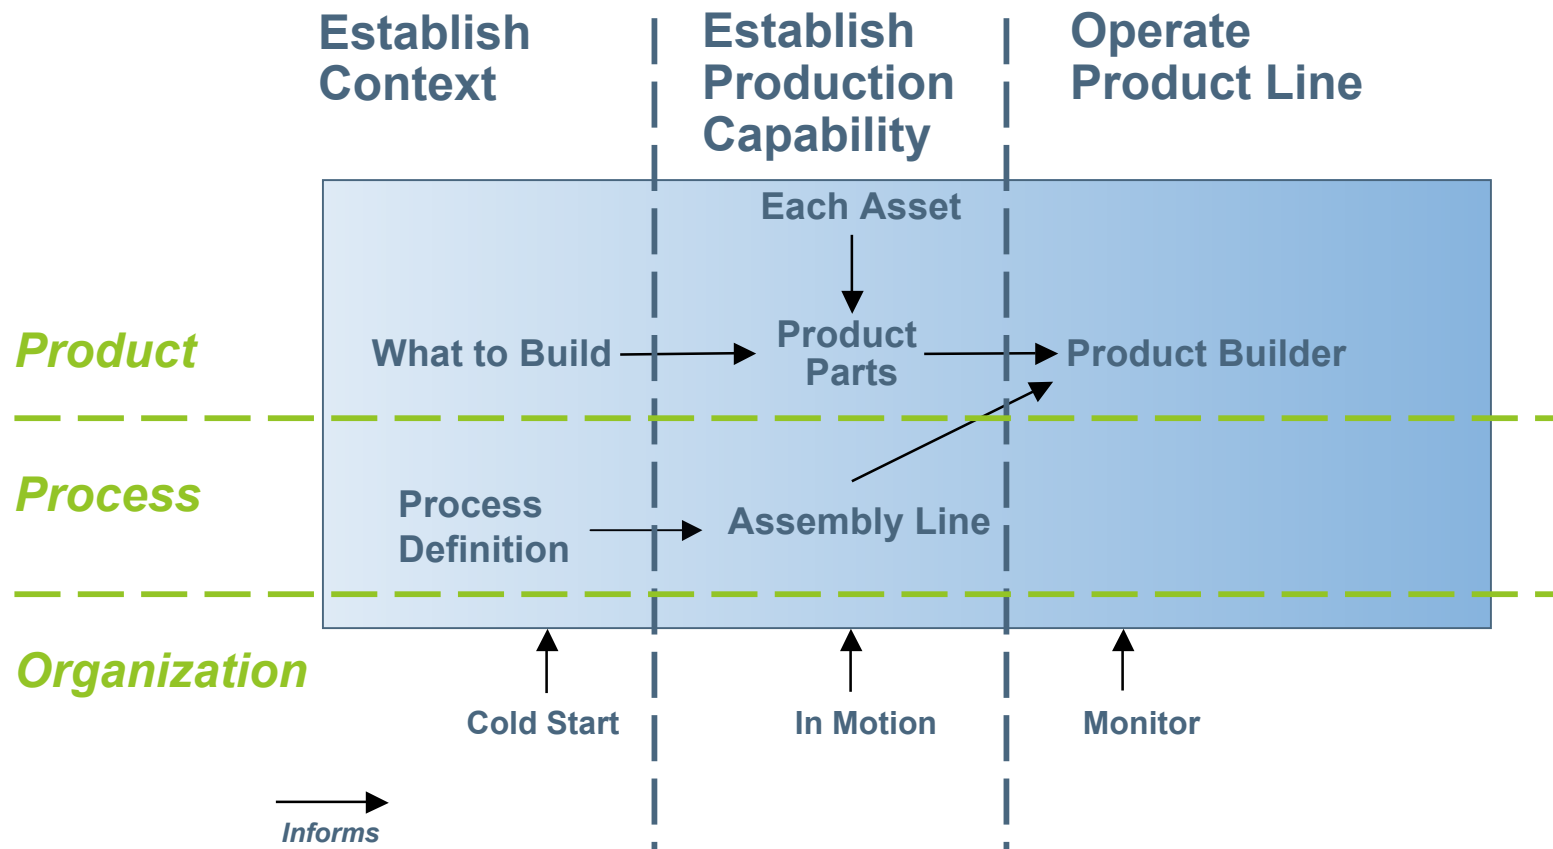 Establish
Context
Establish
Production
Capability
Operate
Product Line
Each Asset
Product
What to Build
Product
Parts
Product Builder
Process
Process
Definition
Assembly Line
Organization
Cold Start
In Motion
Monitor
Informs